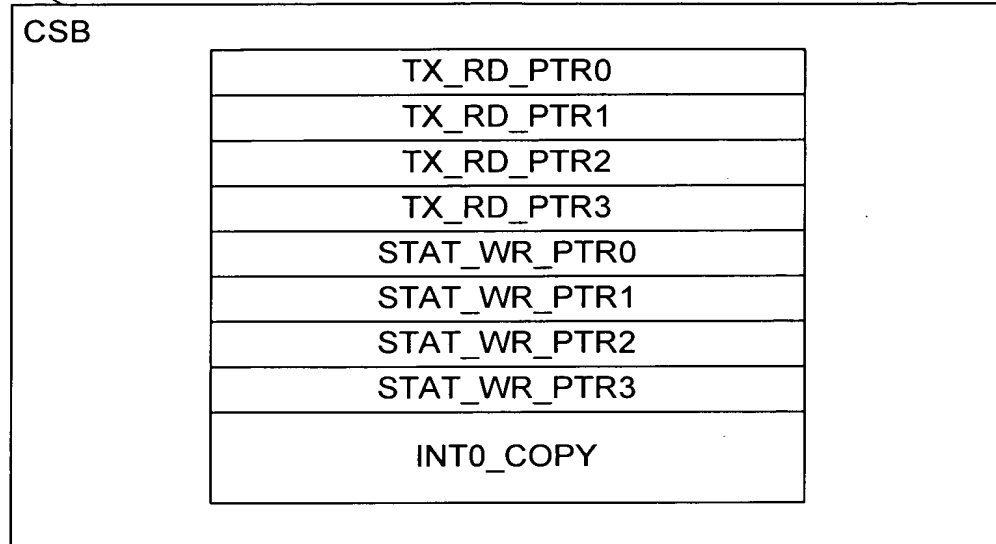 CSB
TX_RD_PTR0
TX_RD_PTR1
TX_RD_PTR2
TX_RD_PTR3
STAT_WR_PTR0
STAT_WR_PTR1
STAT_WR_PTR2
STAT_WR_PTR3
INT0_COPY